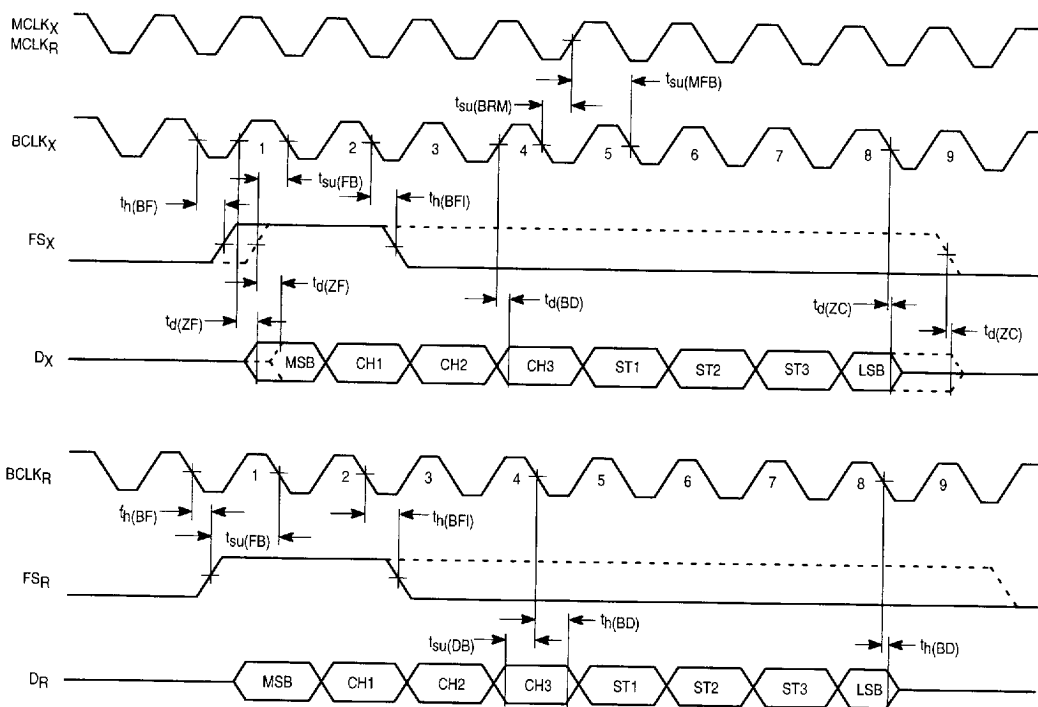 MCLKX
MCLKR
tsu(MFB)
tsu(BRM)
BCLKX
1 2 3 4 5 6 7 8 9
tsu(FB)
th(BF)
th(BFI)
FSX
td(ZF)
td(BD)
td(ZF)
td(ZC)
td(ZC)
DX
MSB CH1 CH2 CH3 ST1 ST2 ST3 LSB
BCLKR
1 2 3 4 5 6 7 8 9
th(BF)
th(BFI)
tsu(FB)
FSR
th(BD)
tsu(DB)
th(BD)
DR
MSB CH1 CH2 CH3 ST1 ST2 ST3 LSB